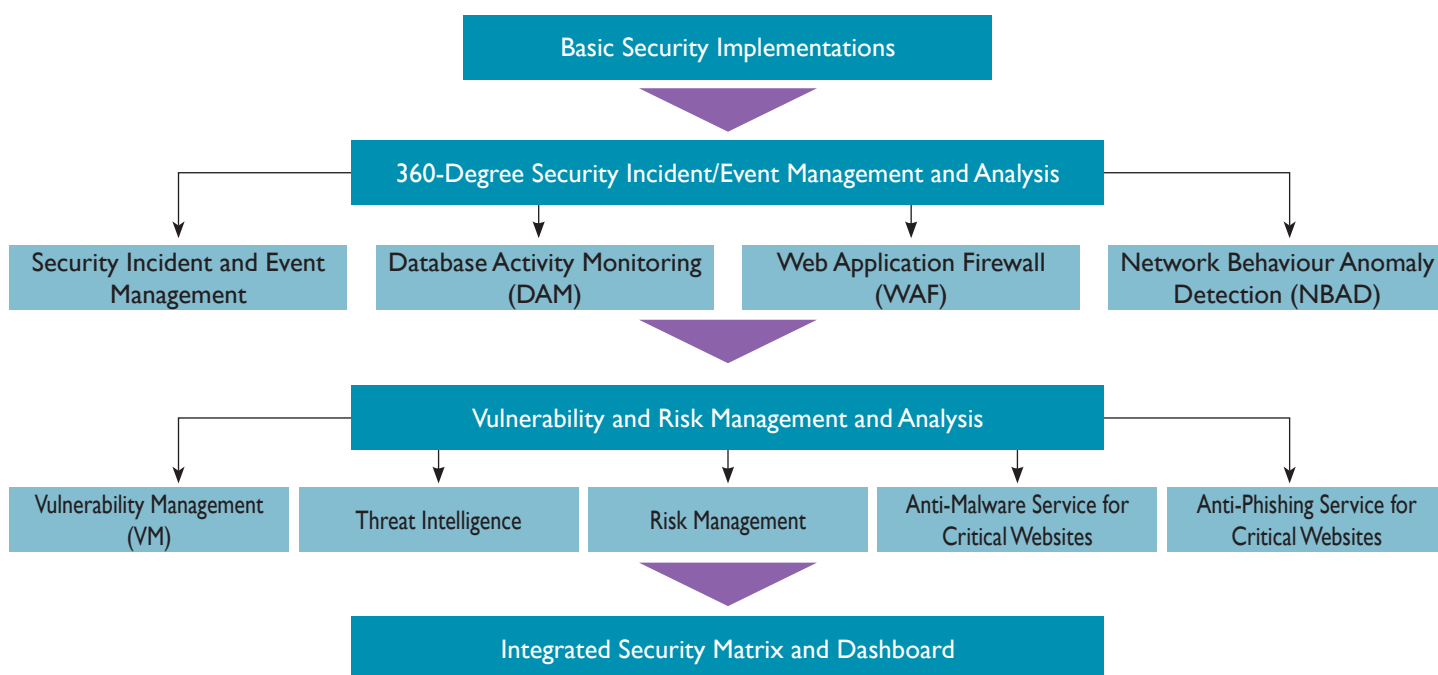 Basic Security Implementations
360-Degree Security Incident/Event Management and Analysis
Security Incident and Event
Management
Database Activity Monitoring
(DAM)
Web Application Firewall
(WAF)
Network Behaviour Anomaly
Detection (NBAD)
Vulnerability and Risk Management and Analysis
Vulnerability Management
(VM)
Threat Intelligence
Risk Management
Anti-Malware Service for
Critical Websites
Anti-Phishing Service for
Critical Websites
Integrated Security Matrix and Dashboard